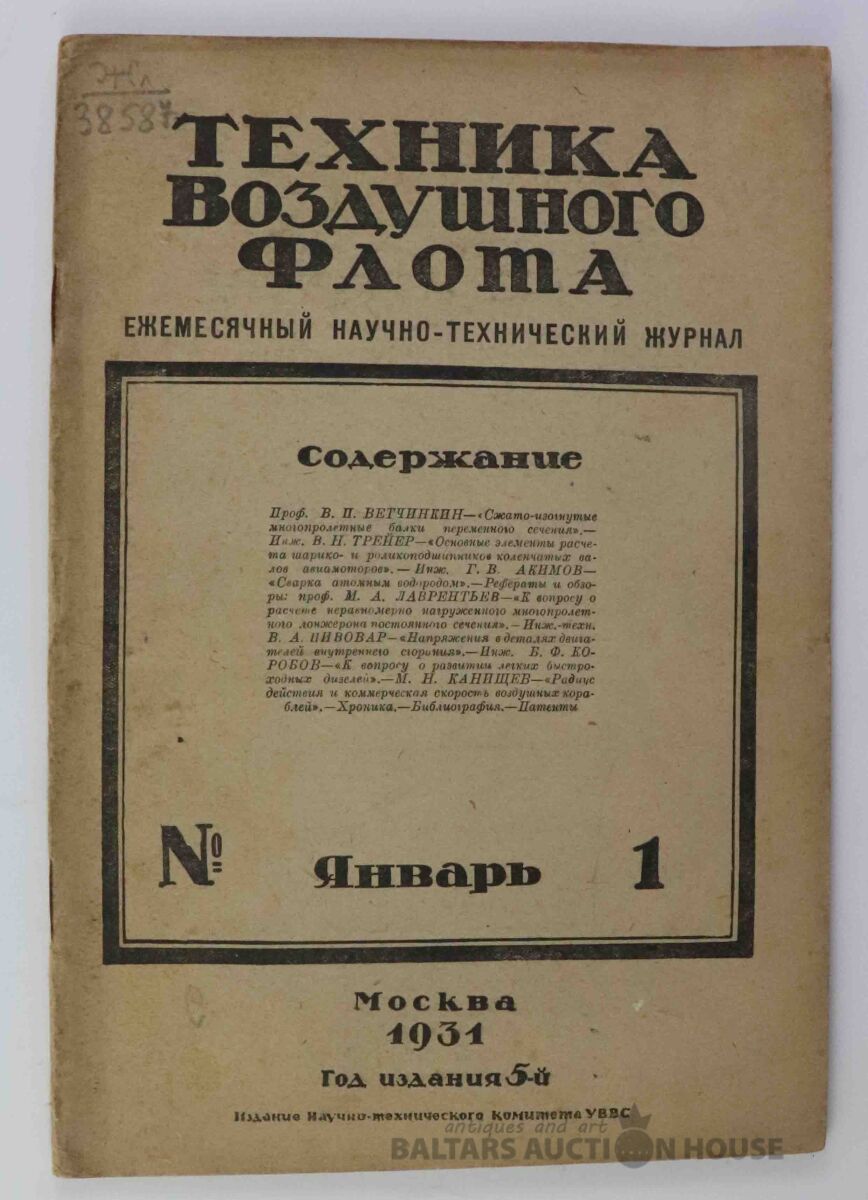 Жл
38587
ТЕХНИКА
ВОЗДУШНОГО
ФЛОТА
ЕЖЕМЕСЯЧНЫЙ НАУЧНО-ТЕХНИЧЕСКИЙ ЖУРНАЛ
Содержание
Проф. В. П. ВЕТЧИНКИН—«Сжато-изогнутые
многопролетные балки переменного сечения».—
Инж. В. Н. ТРЕЙЕР—«Основные элементы расче-
та шарико- и роликоподшипников коленчатых ва-
лов авиамоторов».— Инж. Г. В. АКИМОВ—
«Сварка атомным водородом».—Рефераты и обзо-
ры: проф. М. А. ЛАВРЕНТЬЕВ—«К вопросу о
расчете неравномерно нагруженного многопролет-
ного лонжерона постоянного сечения».—Инж.-техн.
В. А. ПИВОВАР—«Напряжения в деталях двига-
телей внутреннего сгорания».—Инж. Б. Ф. КО-
РОБОВ—«К вопросу о развитии легких быстро-
ходных дизелей».—М. Н. КАНИЩЕВ—«Радиус
действия и коммерческая скорость воздушных кора-
блей».—Хроника.—Библиография.—Патенты
№ Январь 1
Москва
1931
Год издания 5-й
Издание Научно-технического комитета УВВС
antiques and art
BALTARS AUCTION HOUSE